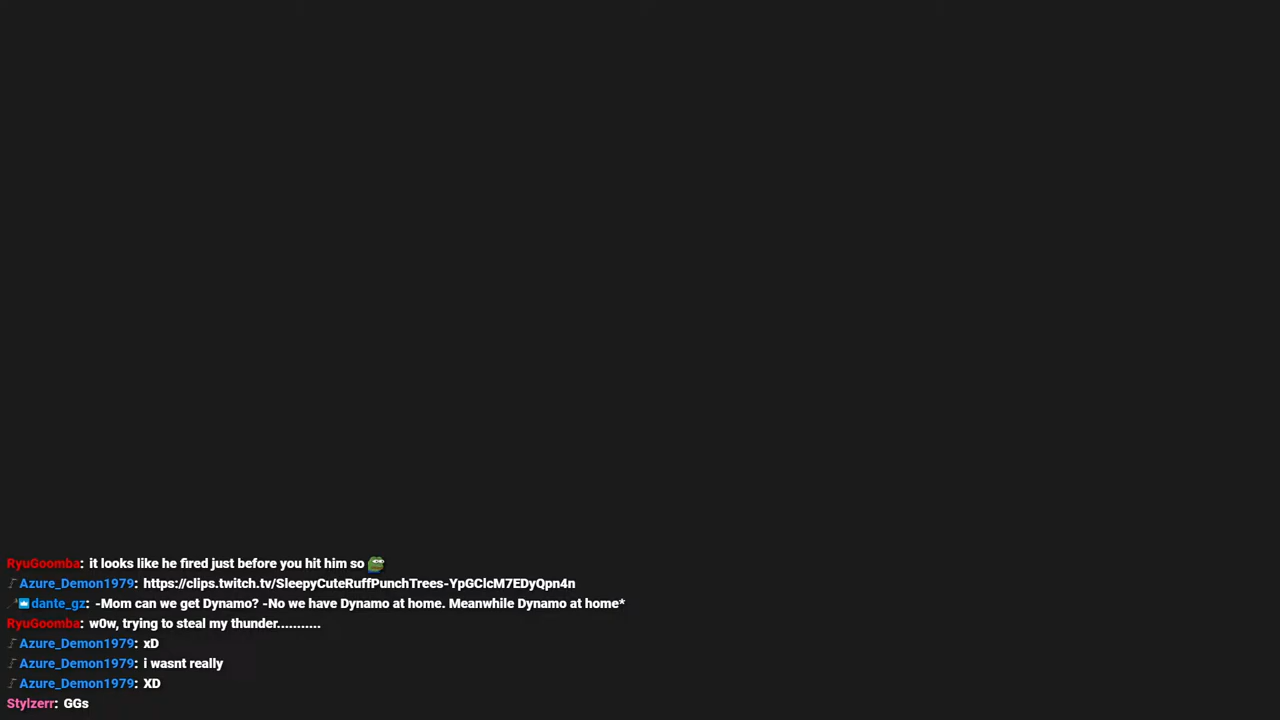 RyuGoomba: it looks like he fired just before you hit him so
Azure_Demon1979: https://clips.twitch.tv/SleepyCuteRuffPunchTrees-YpGClcM7EDyQpn4n
dante_gz: -Mom can we get Dynamo? -No we have Dynamo at home. Meanwhile Dynamo at home*
RyuGoomba: w0w, trying to steal my thunder...........
Azure_Demon1979: xD
Azure_Demon1979: i wasnt really
Azure_Demon1979: XD
Stylzerr: GGs